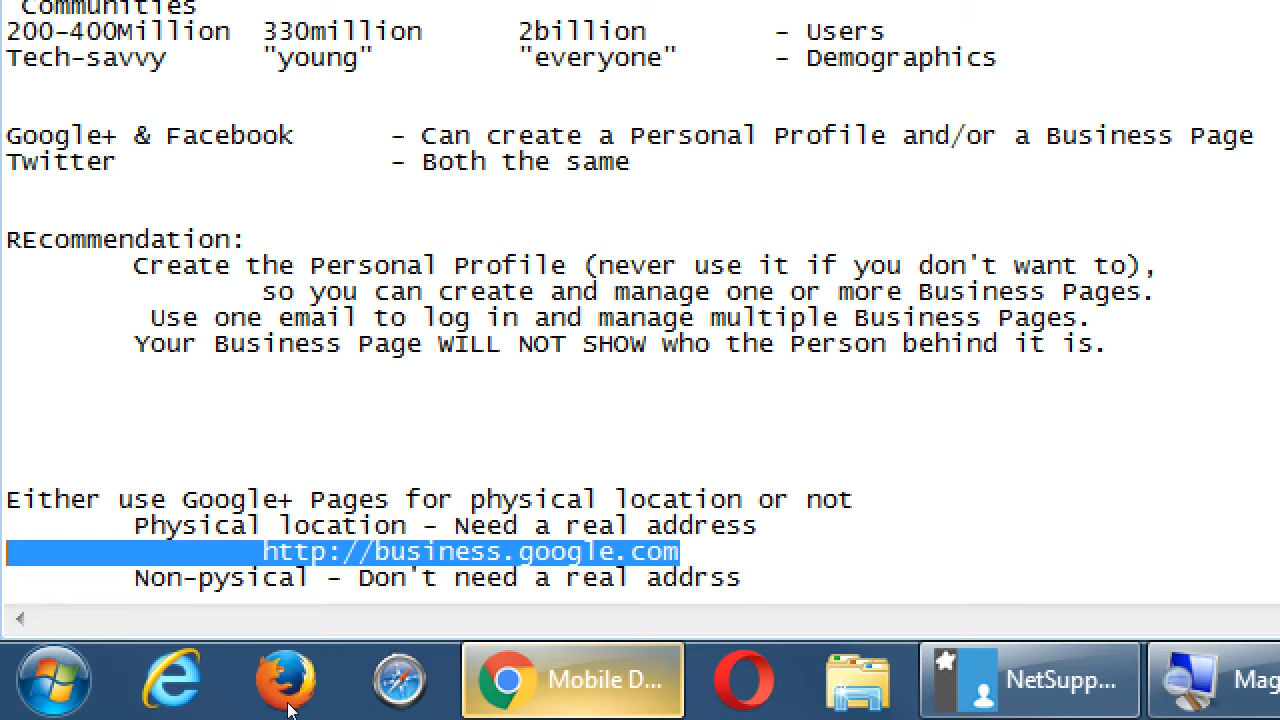 Communities
200-400Million 330million 2billion - Users
Tech-savvy "young" "everyone" - Demographics
Google+ & Facebook - Can create a Personal Profile and/or a Business Page
Twitter - Both the same
REcommendation:
Create the Personal Profile (never use it if you don't want to),
so you can create and manage one or more Business Pages.
Use one email to log in and manage multiple Business Pages.
Your Business Page WILL NOT SHOW who the Person behind it is.
Either use Google+ Pages for physical location or not
Physical location - Need a real address
http://business.google.com
Non-pysical - Don't need a real addrss
Mobile D... NetSupp... Mag